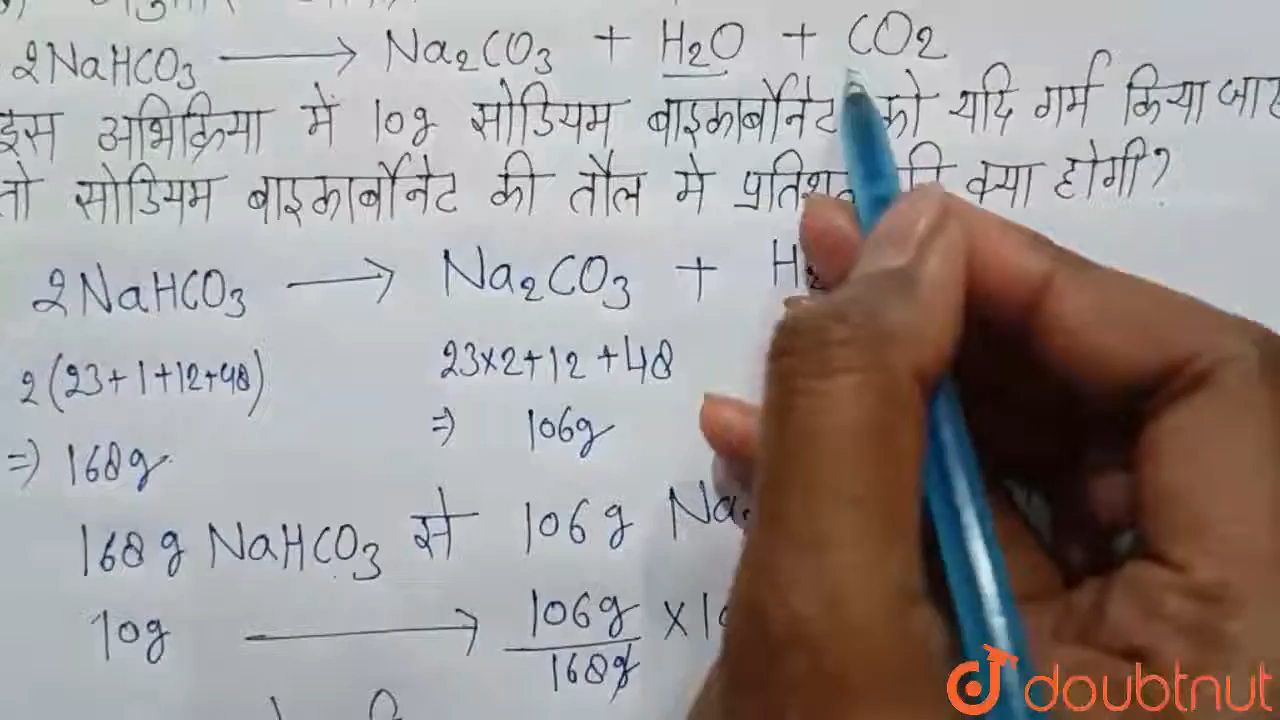 2NaHCO3 ⟶ Na2CO3 + H2O + CO2
इस अभिक्रिया में 10g सोडियम बाइकार्बोनेट को यदि गर्म किया जाए
तो सोडियम बाइकार्बोनेट की तौल मे क्या होगी?
2NaHCO3 ⟶ Na2CO3 +
2(23+1+12+48) 23×2+12+48
⇒ 168g ⇒ 106g
168g NaHCO3 से 106g
10g ⟶ 106g/168g ×
doubtnut